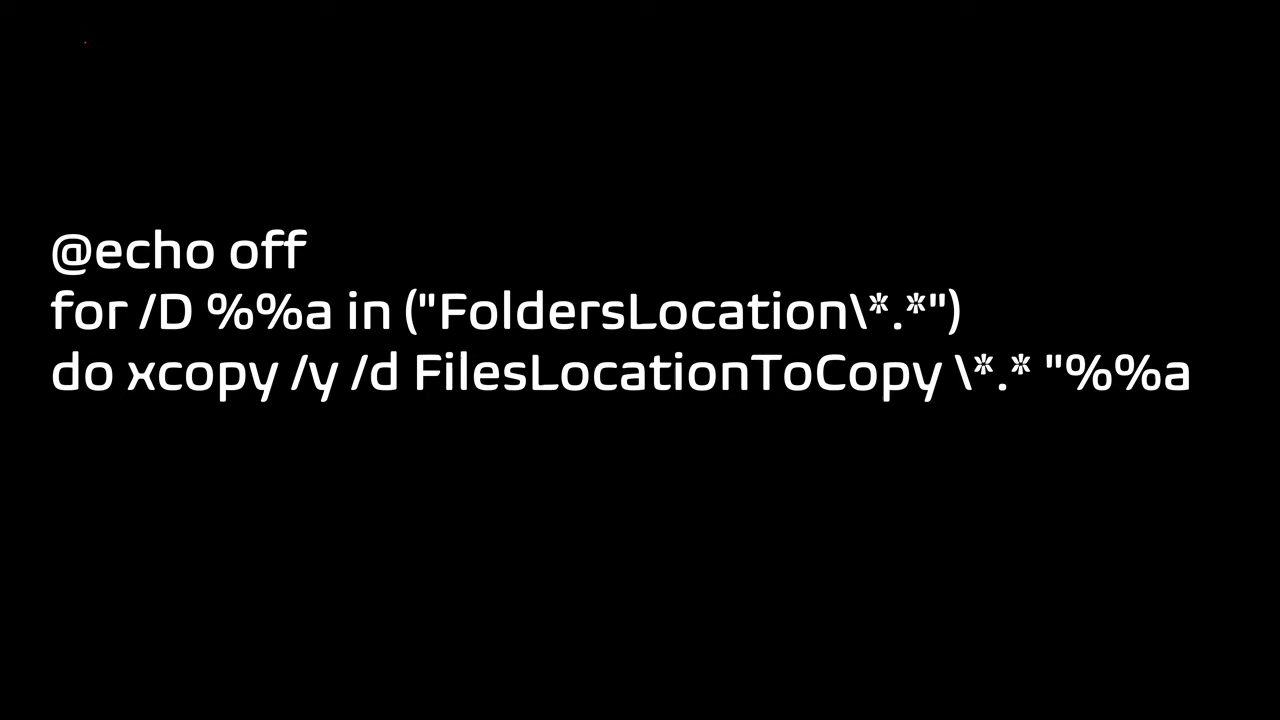 @echo off
for /D %%a in ("FoldersLocation\*.*")
do xcopy /y /d FilesLocationToCopy \*.* "%%a